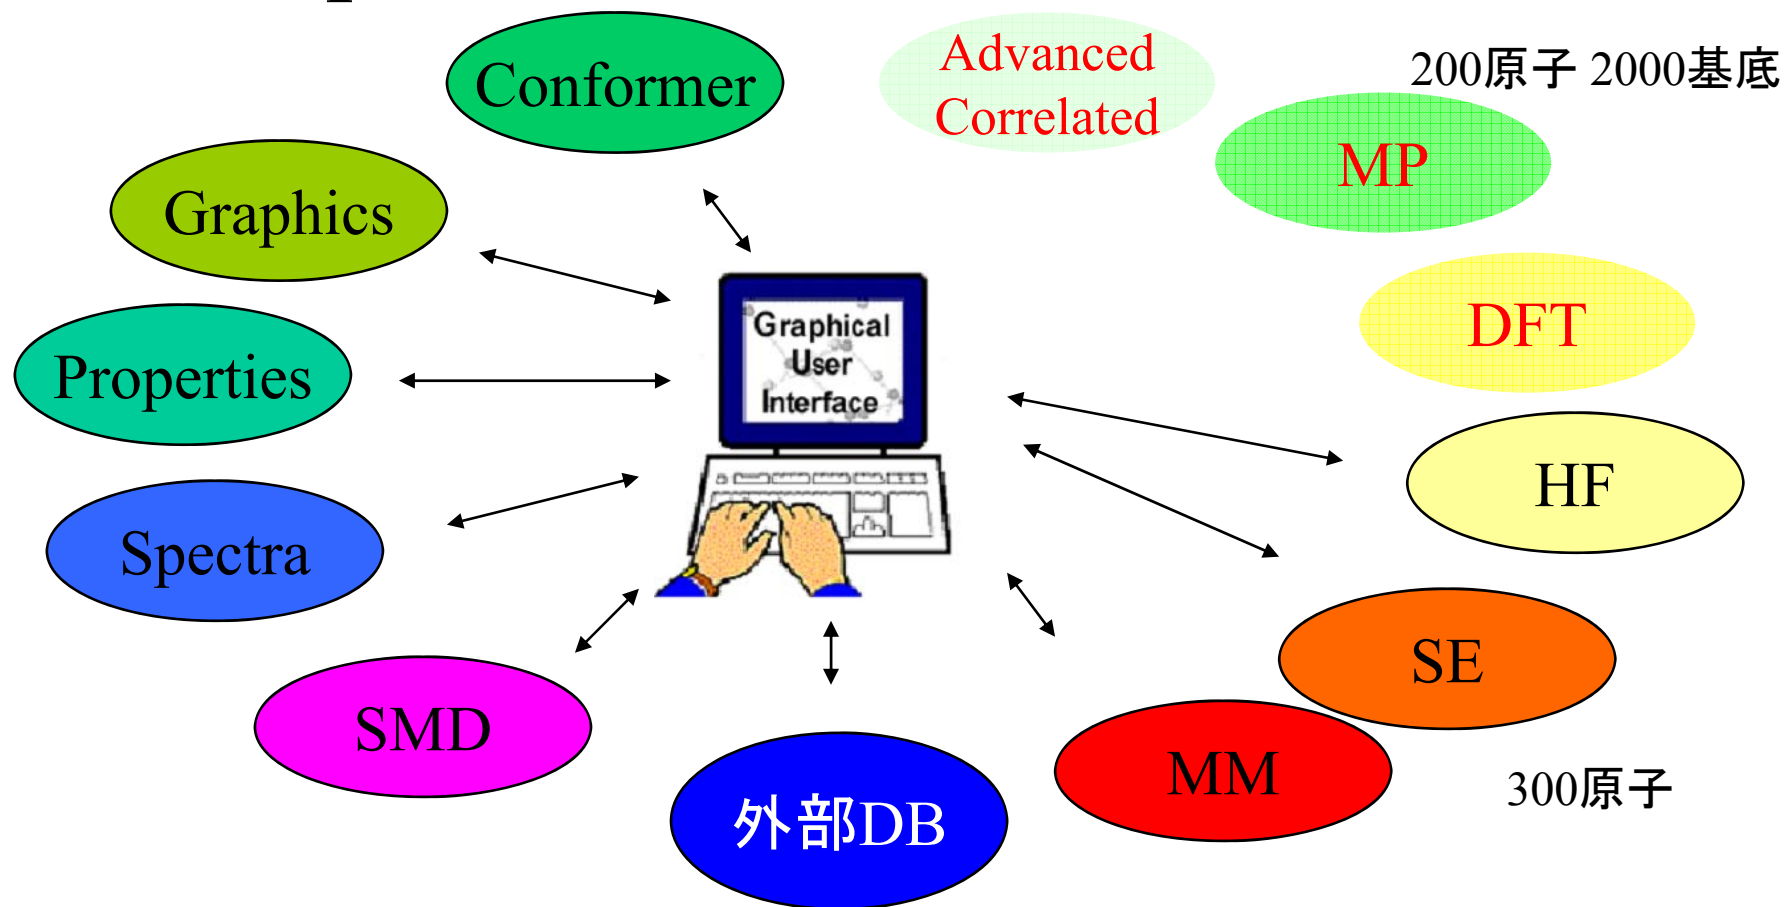 Conformer
Advanced
Correlated
200原子 2000基底
MP
Graphics
DFT
Properties
Graphical
User
Interface
HF
Spectra
SE
SMD
MM
300原子
外部DB